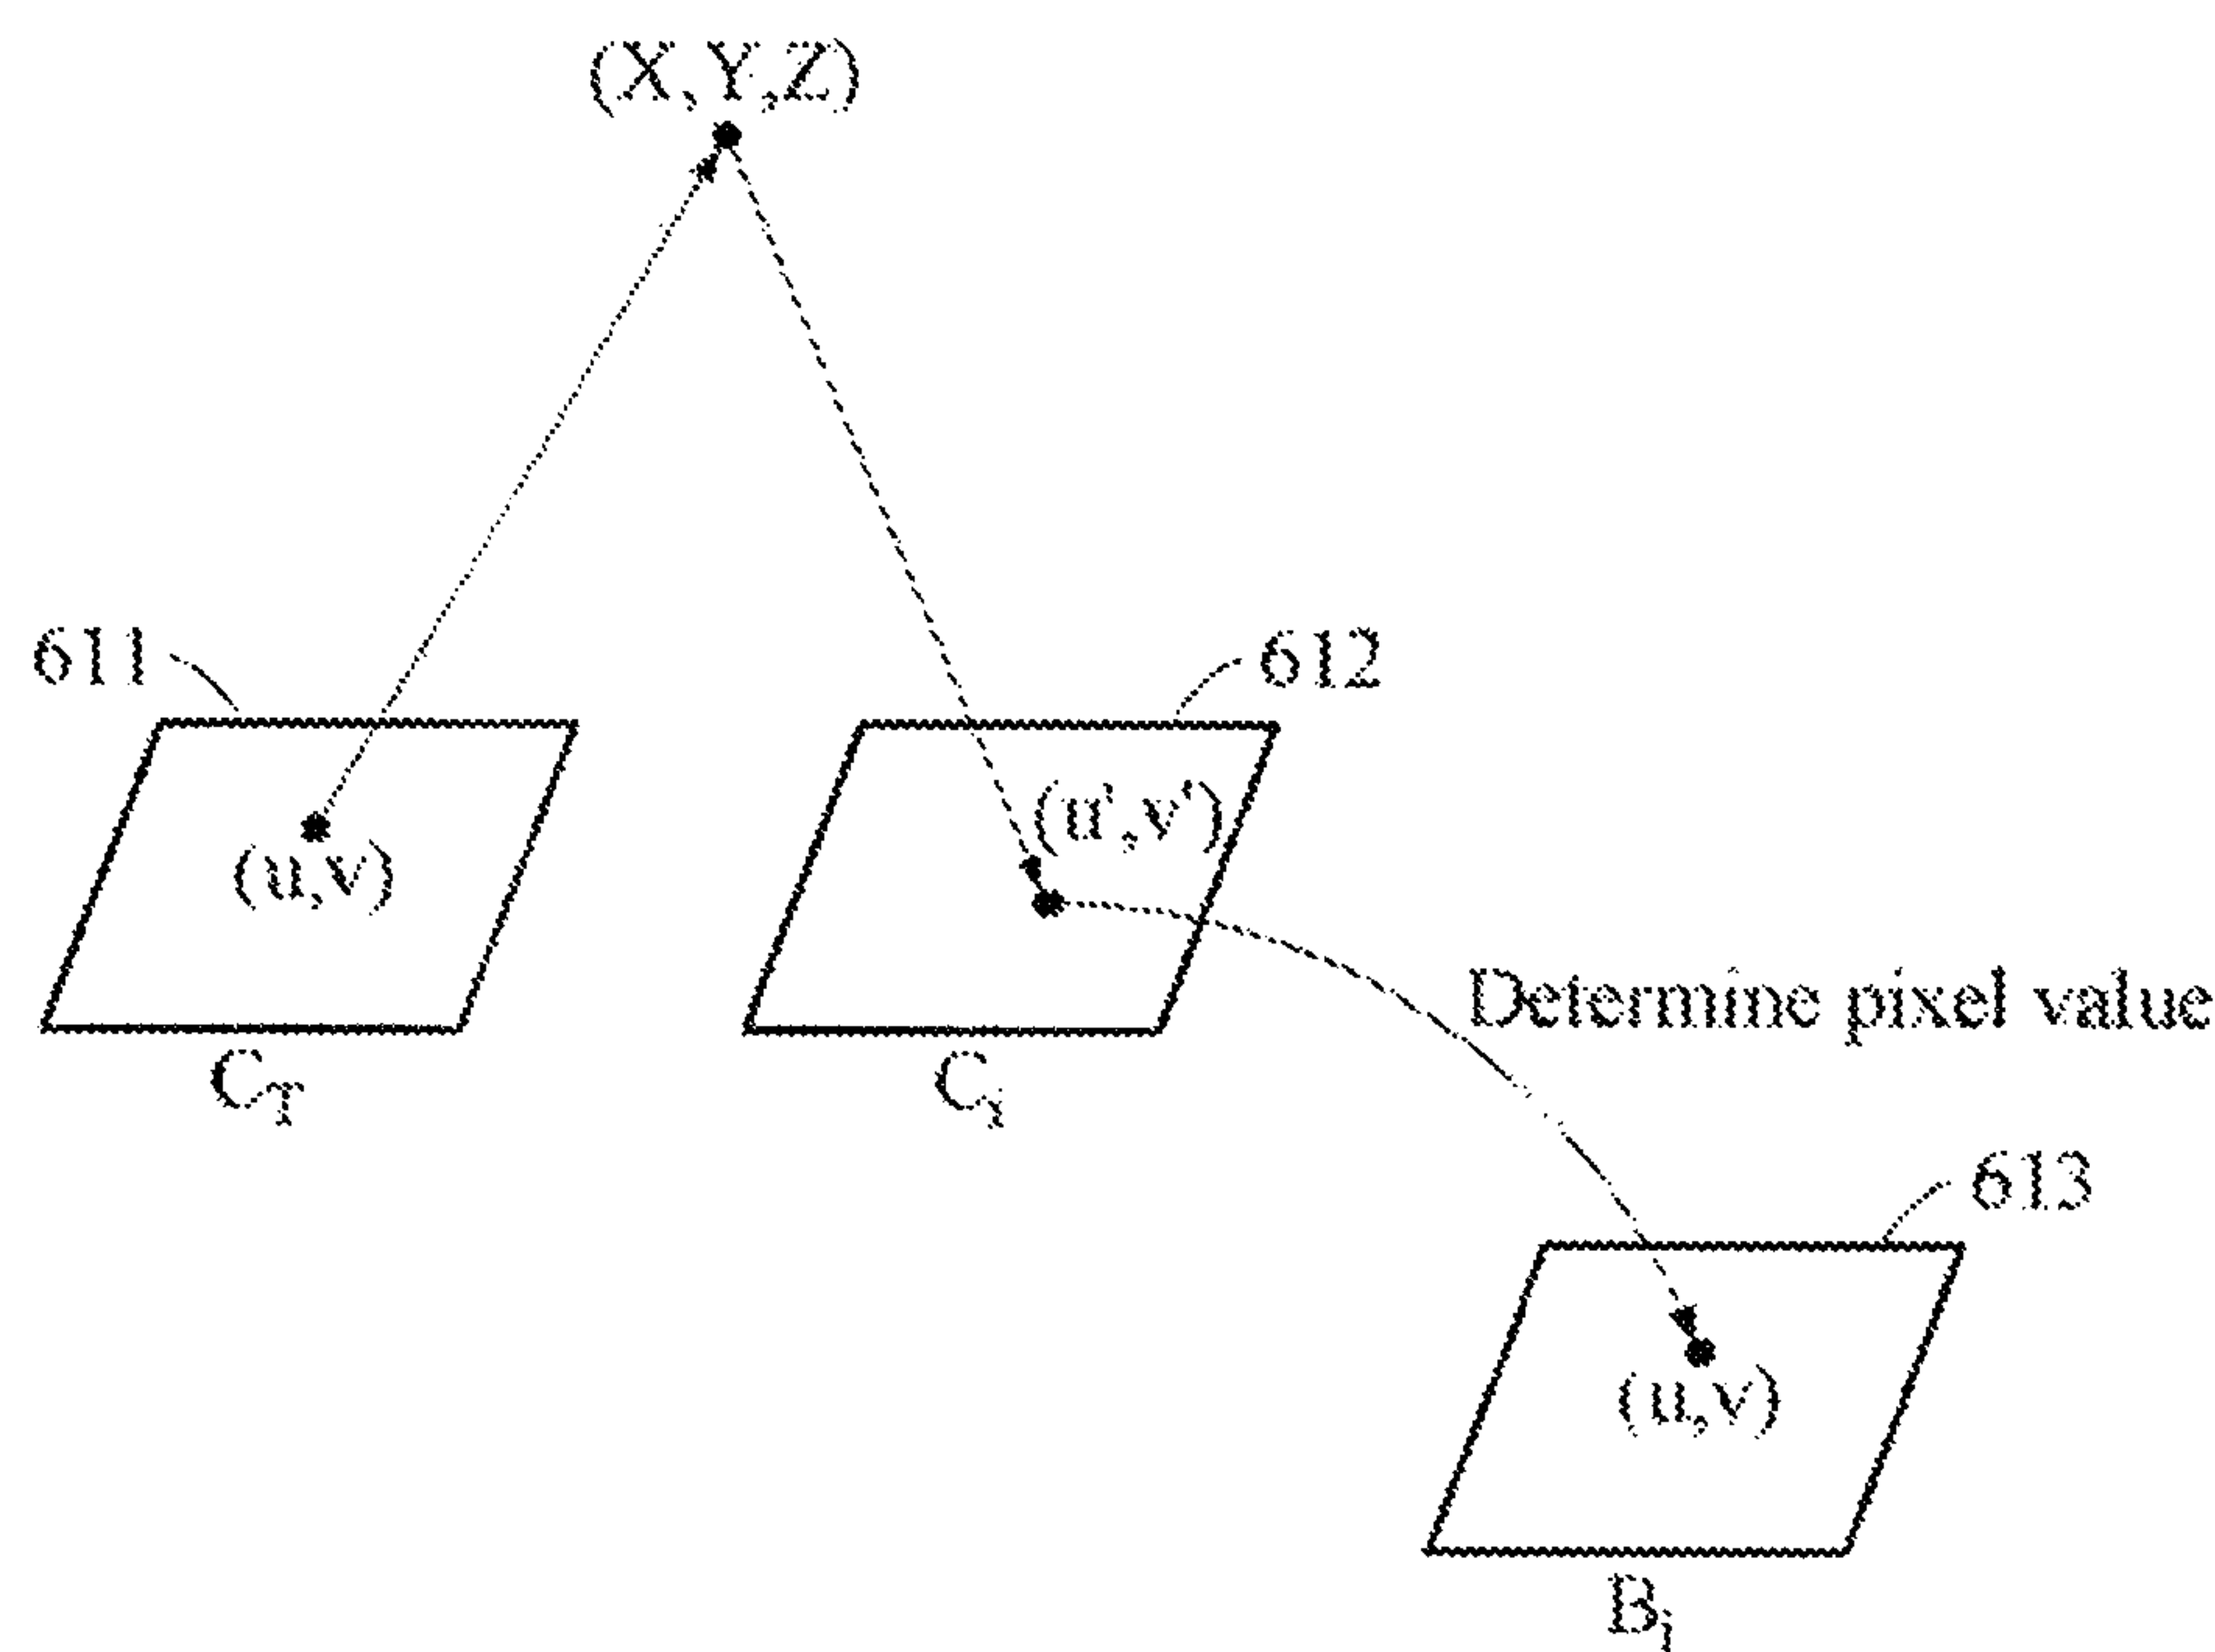 (X,Y,Z)
611
612
(u,v)
(u',v')
Determine pixel value
C_T
C_i
613
(u,v)
B_i